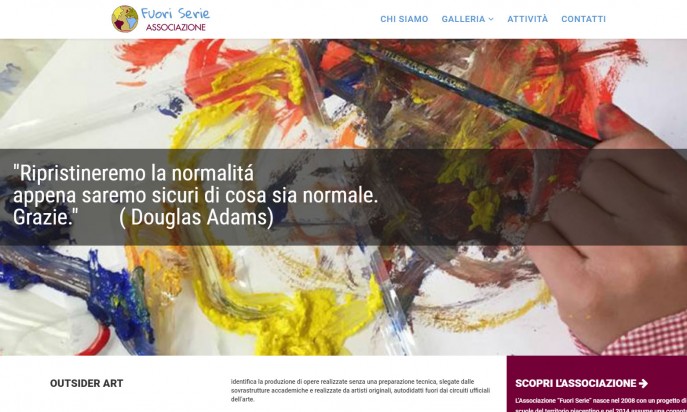 Fuori Serie
ASSOCIAZIONE
CHI SIAMO
GALLERIA
ATTIVITÀ
CONTATTI
"Ripristineremo la normalitá
appena saremo sicuri di cosa sia normale.
Grazie." ( Douglas Adams)
OUTSIDER ART
identifica la produzione di opere realizzate senza una preparazione tecnica, slegate dalle
sovrastrutture accademiche e realizzate da artisti originali, autodidatti fuori dai circuiti ufficiali
dell'arte.
SCOPRI L'ASSOCIAZIONE
L'Associazione "Fuori Serie" nasce nel 2008 con un progetto di
scuole del territorio piacentino e nel 2014 assume una